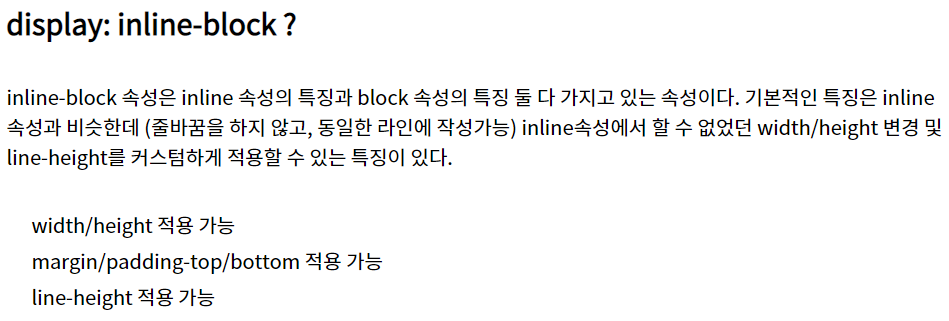 display: inline-block ?
inline-block 속성은 inline 속성의 특징과 block 속성의 특징 둘 다 가지고 있는 속성이다. 기본적인 특징은 inline
속성과 비슷한데 (줄바꿈을 하지 않고, 동일한 라인에 작성가능) inline속성에서 할 수 없었던 width/height 변경 및
line-height를 커스텀하게 적용할 수 있는 특징이 있다.
width/height 적용 가능
margin/padding-top/bottom 적용 가능
line-height 적용 가능